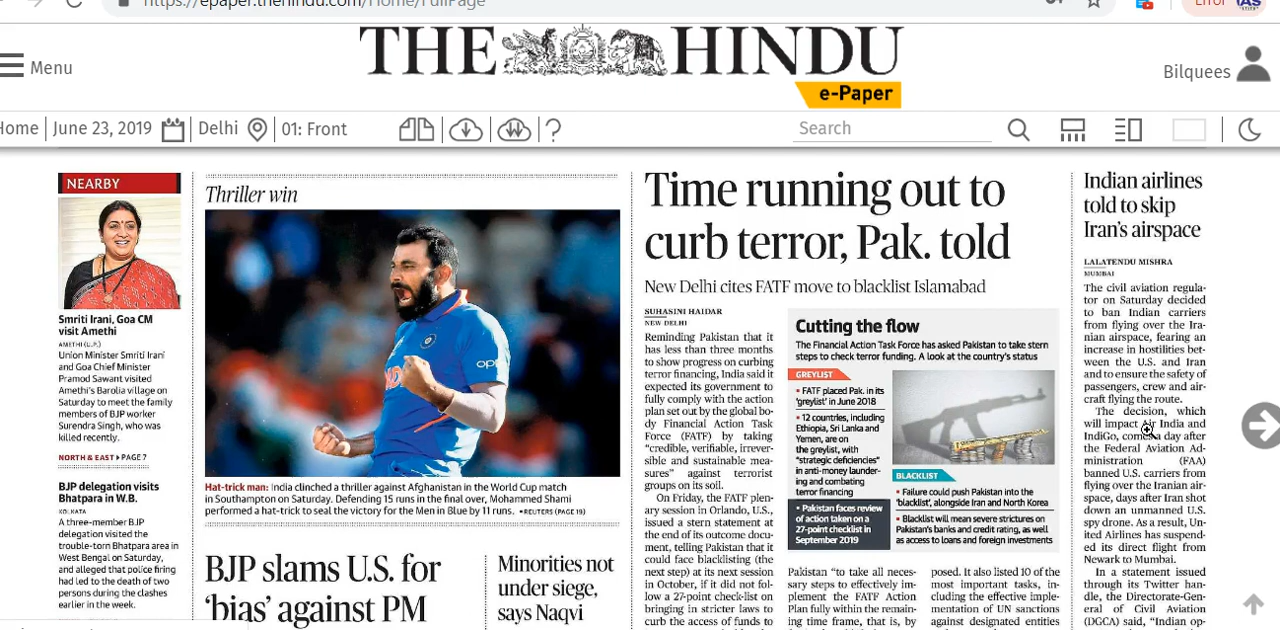 https://epaper.thehindu.com/Home/FullPage
Error
IAS
Menu
THE HINDU
e-Paper
Bilquees
Home
June 23, 2019
Delhi
01: Front
?
Search
NEARBY
Smriti Irani, Goa CM
visit Amethi
AMETHI (U.P.)
Union Minister Smriti Irani
and Goa Chief Minister
Pramod Sawant visited
Amethi's Barolia village on
Saturday to meet the family
members of BJP worker
Surendra Singh, who was
killed recently.
NORTH & EAST ▸ PAGE 7
BJP delegation visits
Bhatpara in W.B.
KOLKATA
A three-member BJP
delegation visited the
trouble-torn Bhatpara area in
West Bengal on Saturday,
and alleged that police firing
had led to the death of two
persons during the clashes
earlier in the week.
Thriller win
Hat-trick man: India clinched a thriller against Afghanistan in the World Cup match
in Southampton on Saturday. Defending 15 runs in the final over, Mohammed Shami
performed a hat-trick to seal the victory for the Men in Blue by 11 runs. • REUTERS (PAGE 19)
BJP slams U.S. for
'bias' against PM
Minorities not
under siege,
says Naqvi
Time running out to
curb terror, Pak. told
New Delhi cites FATF move to blacklist Islamabad
SUHASINI HAIDAR
NEW DELHI
Reminding Pakistan that it
has less than three months
to show progress on curbing
terror financing, India said it
expected its government to
fully comply with the action
plan set out by the global bo-
dy Financial Action Task
Force (FATF) by taking
"credible, verifiable, irrever-
sible and sustainable mea-
sures" against terrorist
groups on its soil.
On Friday, the FATF plen-
ary session in Orlando, U.S.,
issued a stern statement at
the end of its outcome docu-
ment, telling Pakistan that it
could face blacklisting (the
next step) at its next session
in October, if it did not fol-
low a 27-point check-list on
bringing in stricter laws to
curb the access of funds to
Cutting the flow
The Financial Action Task Force has asked Pakistan to take stern
steps to check terror funding. A look at the country's status
GREYLIST
• FATF placed Pak. in its
'greylist' in June 2018
• 12 countries, including
Ethiopia, Sri Lanka and
Yemen, are on
the greylist, with
"strategic deficiencies"
in anti-money launder-
ing and combating
terror financing
• Pakistan faces review
of action taken on a
27-point checklist in
September 2019
BLACKLIST
• Failure could push Pakistan into the
'blacklist', alongside Iran and North Korea
• Blacklist will mean severe strictures on
Pakistan's banks and credit rating, as well
as access to loans and foreign investments
Pakistan "to take all neces-
sary steps to effectively im-
plement the FATF Action
Plan fully within the remain-
ing time frame, that is, by
posed. It also listed 10 of the
most important tasks, in-
cluding the effective imple-
mentation of UN sanctions
against designated entities
Indian airlines
told to skip
Iran's airspace
LALATENDU MISHRA
MUMBAI
The civil aviation regula-
tor on Saturday decided
to ban Indian carriers
from flying over the Ira-
nian airspace, fearing an
increase in hostilities bet-
ween the U.S. and Iran
and to ensure the safety of
passengers, crew and air-
craft flying the route.
The decision, which
will impact Air India and
IndiGo, comes a day after
the Federal Aviation Ad-
ministration (FAA)
banned U.S. carriers from
flying over the Iranian air-
space, days after Iran shot
down an unmanned U.S.
spy drone. As a result, Un-
ited Airlines has suspend-
ed its direct flight from
Newark to Mumbai.
In a statement issued
through its Twitter han-
dle, the Directorate-Gen-
eral of Civil Aviation
(DGCA) said, "Indian op-